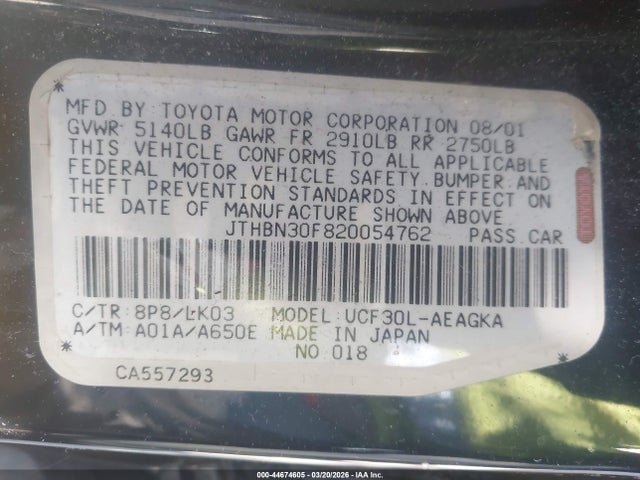 MFD BY: TOYOTA MOTOR CORPORATION 08/01
GVWR 5140LB GAWR FR 2910LB RR 2750LB
THIS VEHICLE CONFORMS TO ALL APPLICABLE
FEDERAL MOTOR VEHICLE SAFETY, BUMPER AND
THEFT PREVENTION STANDARDS IN EFFECT ON
THE DATE OF MANUFACTURE SHOWN ABOVE.
JTHBN30F820054762 PASS.CAR
C/TR:8P8/LK03 MODEL:UCF30L-AEAGKA
A/TM:A01A/A650E MADE IN JAPAN
NO.018
CA557293
000-44674605 - 03/20/2026 - IAA Inc.